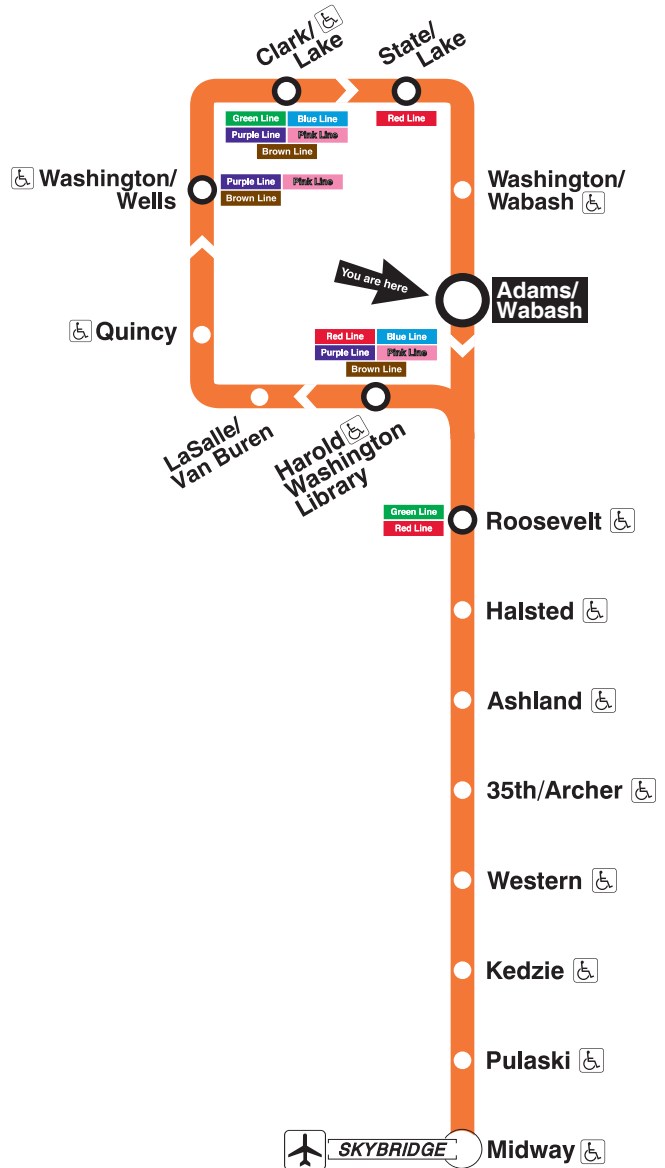 Clark/
Lake
State/
Lake
Green Line
Blue Line
Purple Line
Pink Line
Brown Line
Red Line
Washington/
Wells
Purple Line
Pink Line
Brown Line
Washington/
Wabash
You are here
Adams/
Wabash
Quincy
Red Line
Blue Line
Purple Line
Pink Line
Brown Line
LaSalle/
Van Buren
Harold
Washington
Library
Green Line
Red Line
Roosevelt
Halsted
Ashland
35th/Archer
Western
Kedzie
Pulaski
SKYBRIDGE
Midway